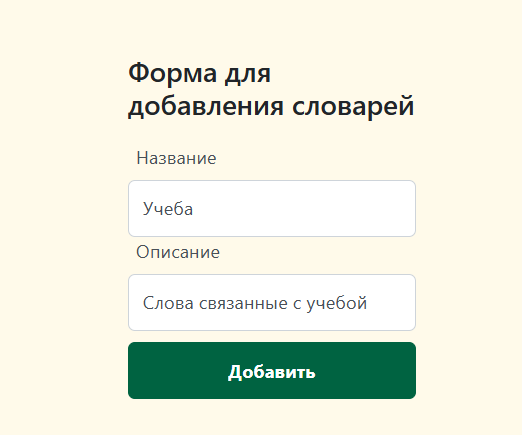 Форма для
добавления словарей
Название
Учеба
Описание
Слова связанные с учебой
Добавить